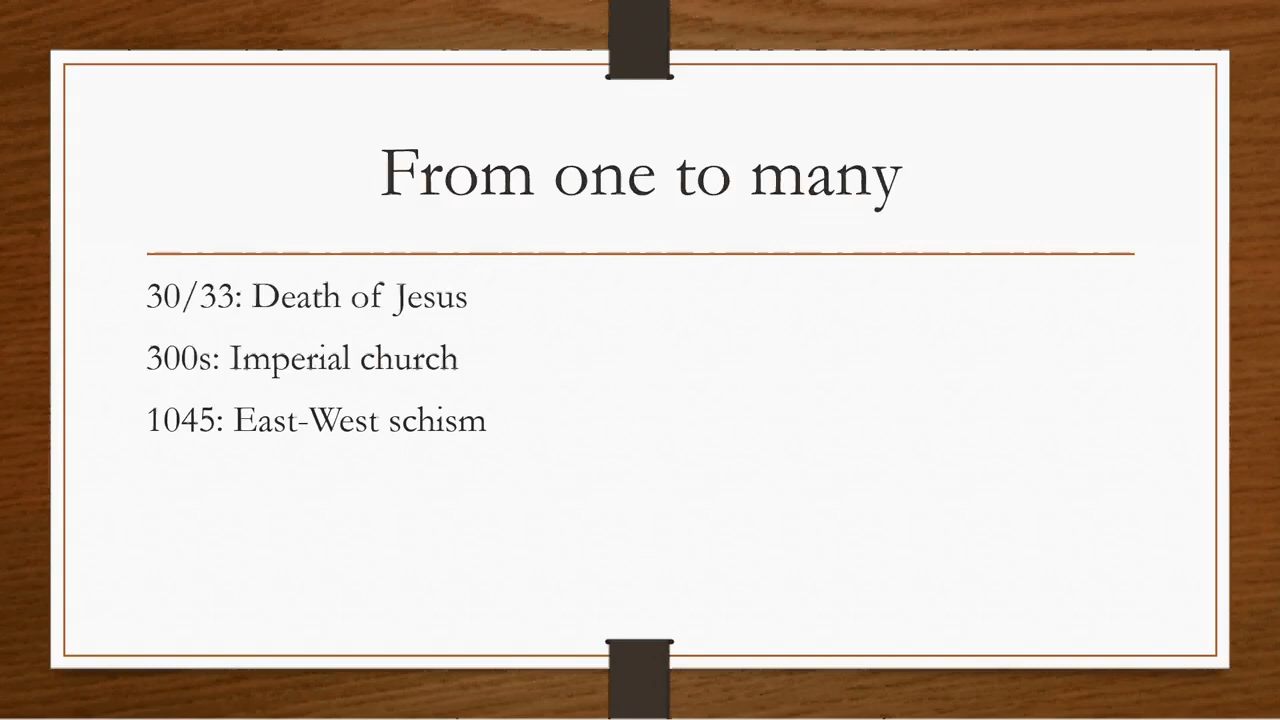 From one to many
30/33: Death of Jesus
300s: Imperial church
1045: East-West schism